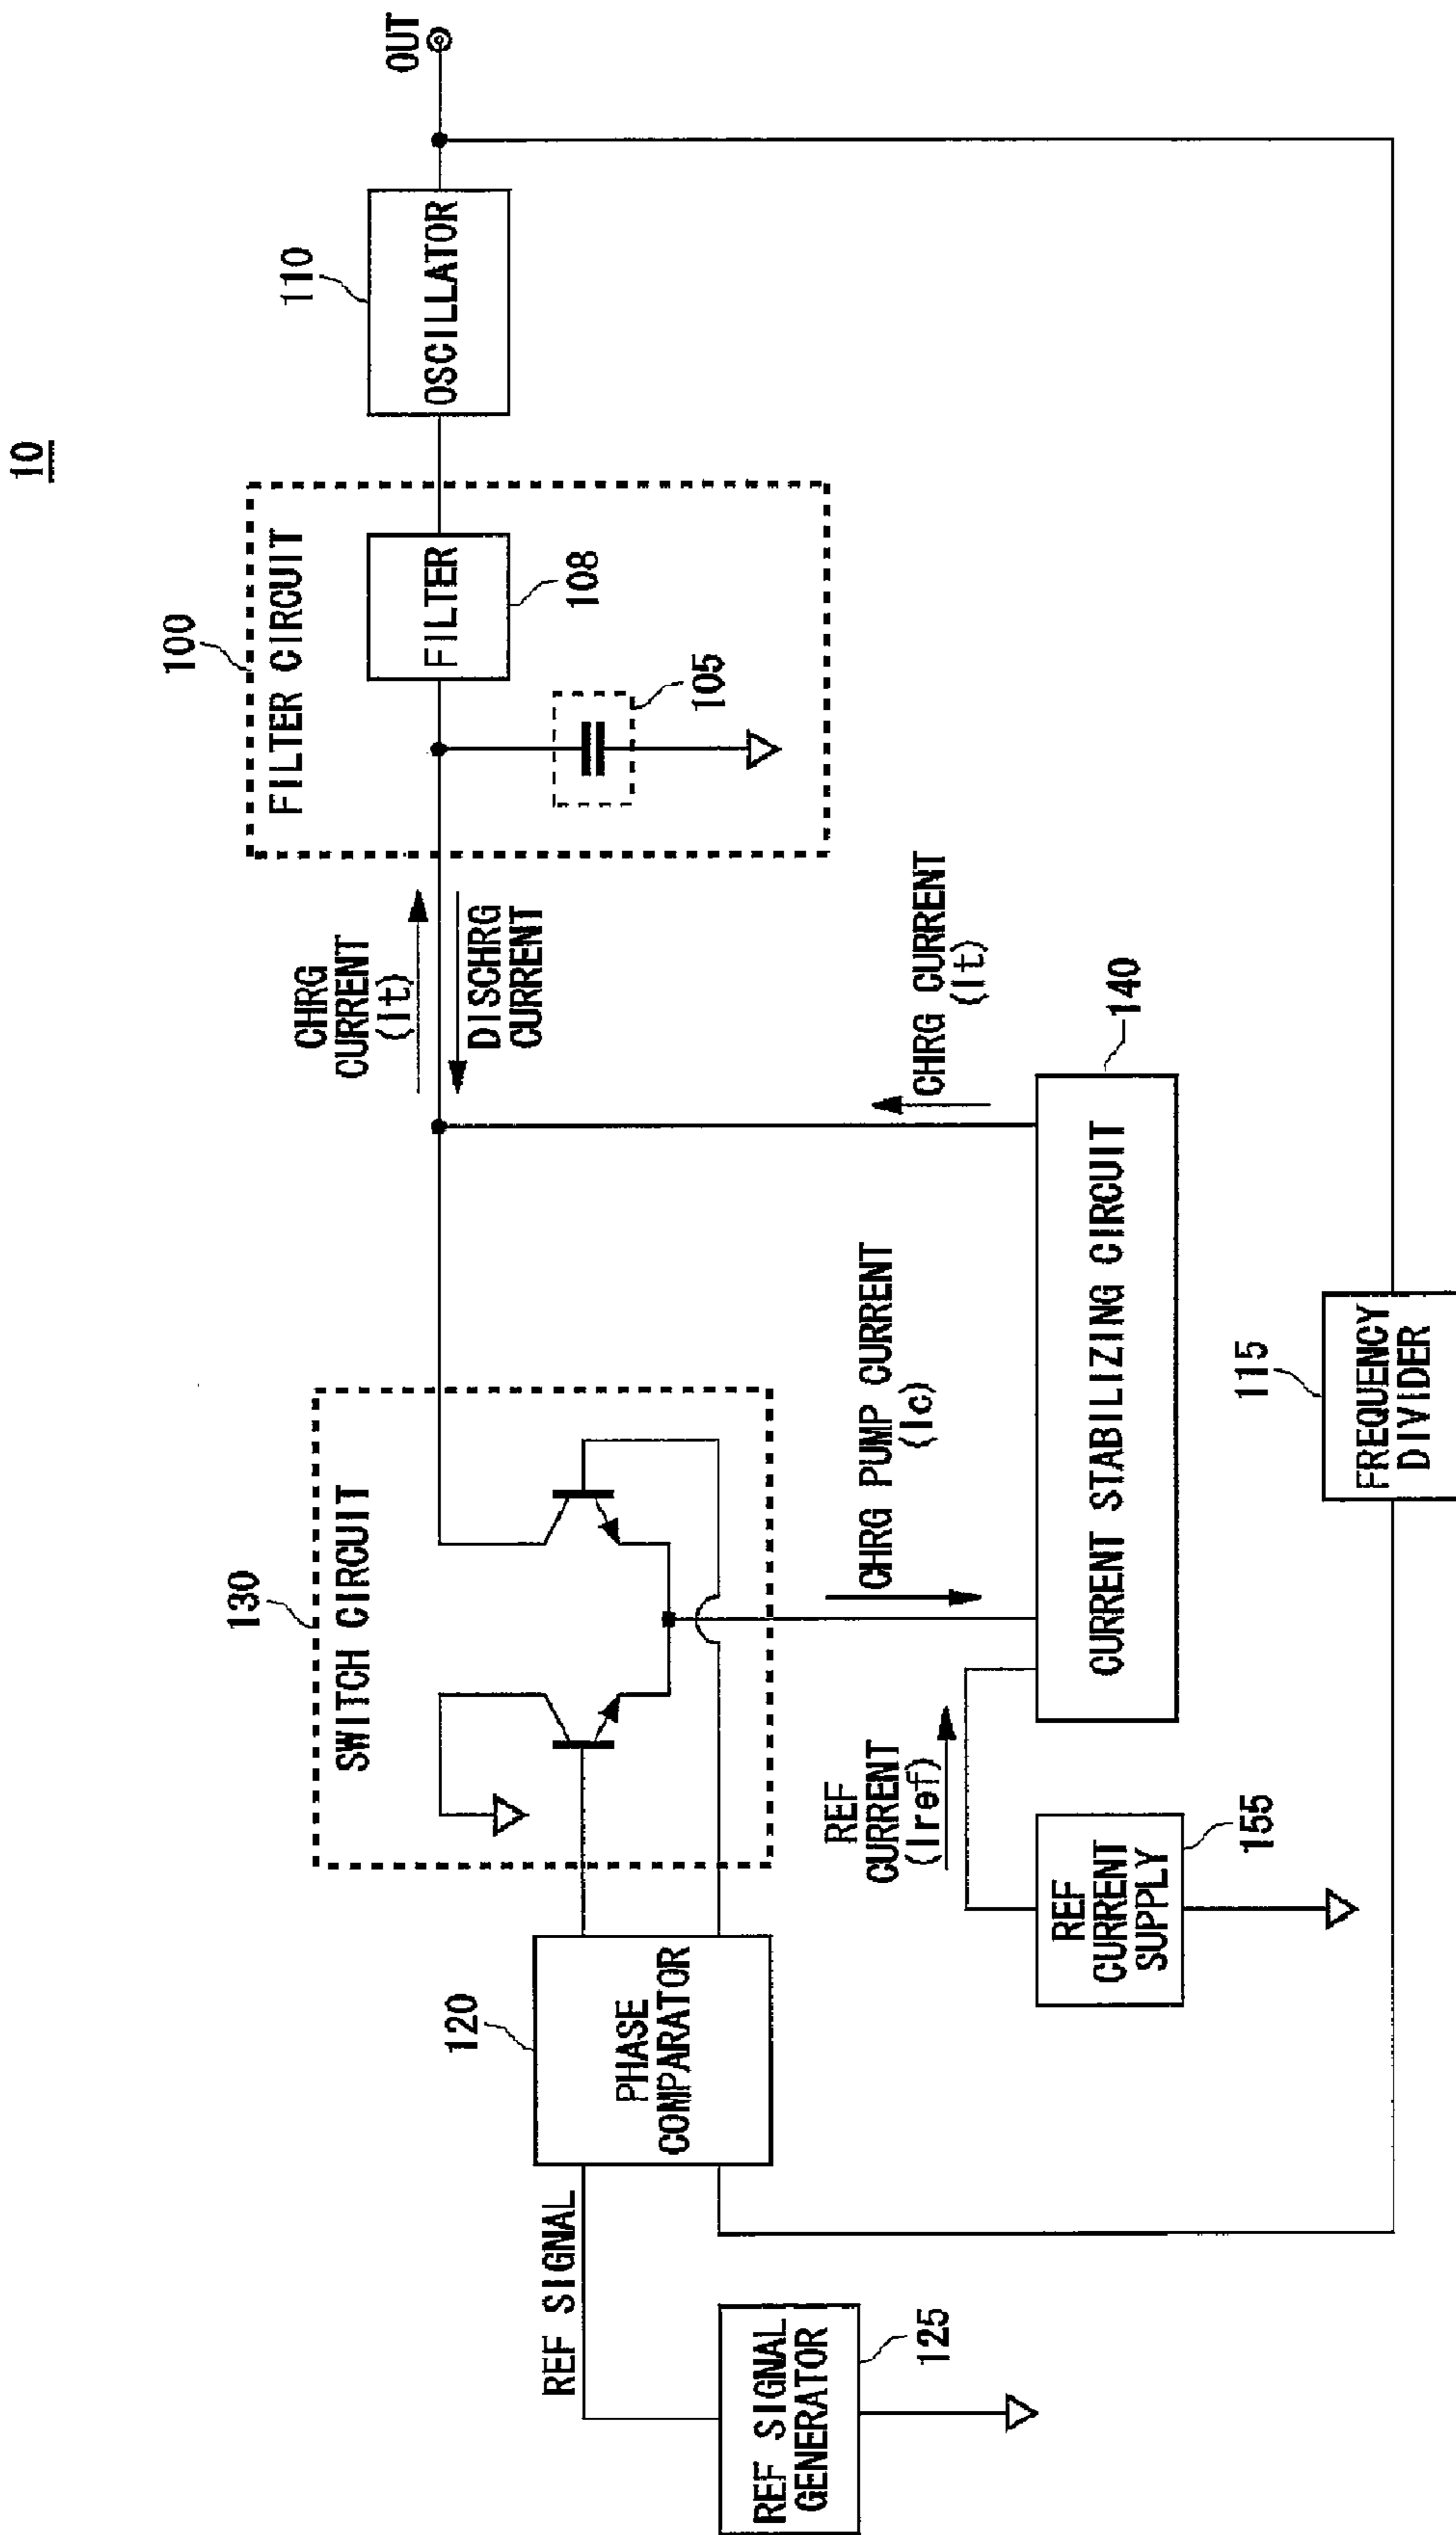 10
100
FILTER CIRCUIT
110
OSCILLATOR
OUT
FILTER
108
105
130
SWITCH CIRCUIT
CHRG
CURRENT
(It)
DISCHRG
CURRENT
120
PHASE
COMPARATOR
REF SIGNAL
REF SIGNAL
GENERATOR
125
REF
CURRENT
(Iref)
CHRG PUMP CURRENT
(Ic)
CHRG CURRENT
(It)
140
CURRENT STABILIZING CIRCUIT
REF
CURRENT
SUPPLY
155
115
FREQUENCY
DIVIDER